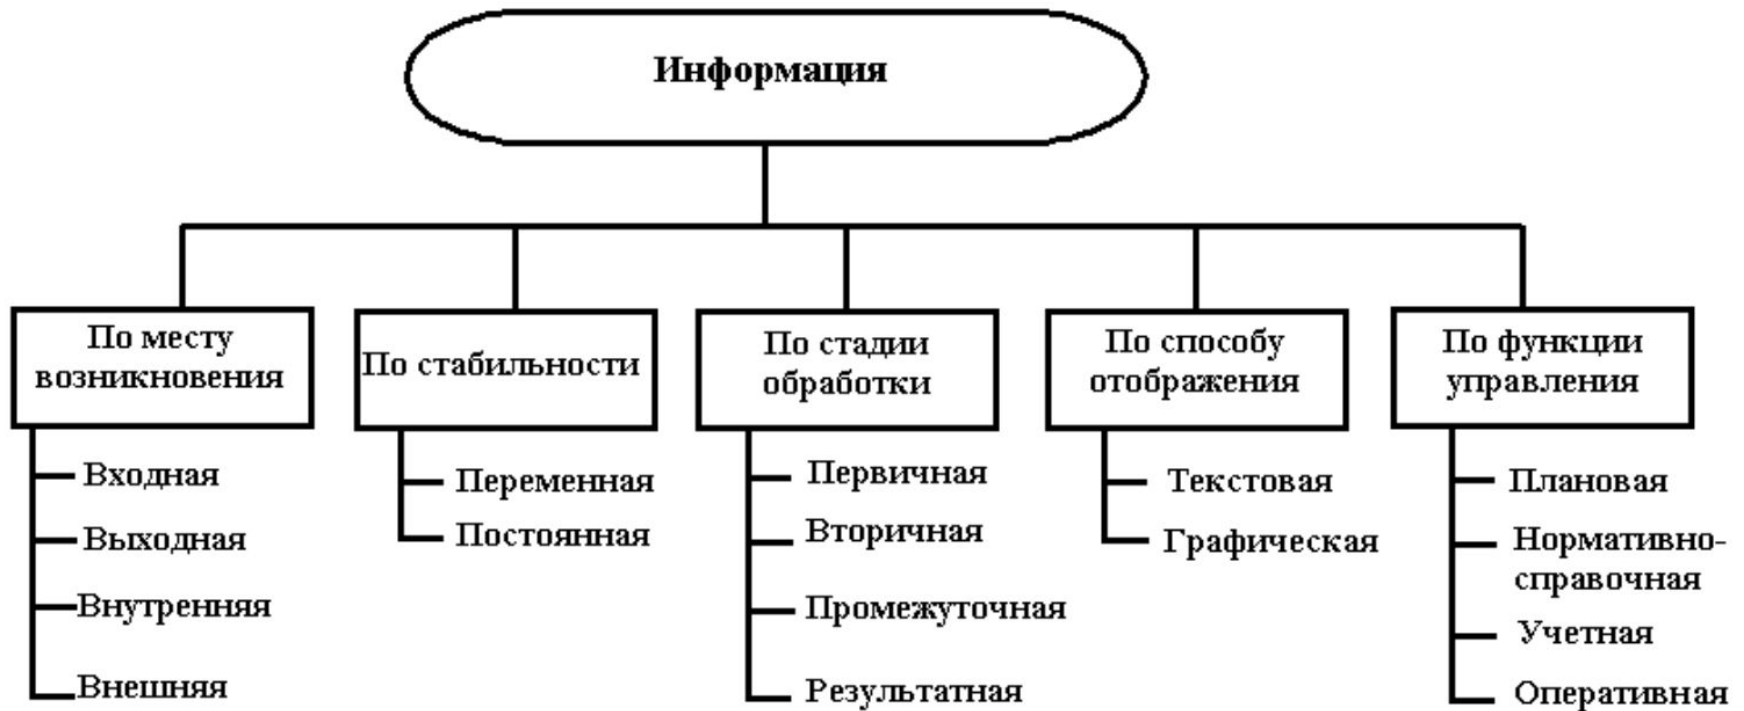 Информация
По месту
возникновения
Входная
Выходная
Внутренняя
Внешняя
По стабильности
Переменная
Постоянная
По стадии
обработки
Первичная
Вторичная
Промежуточная
Результатная
По способу
отображения
Текстовая
Графическая
По функции
управления
Плановая
Нормативно-
справочная
Учетная
Оперативная